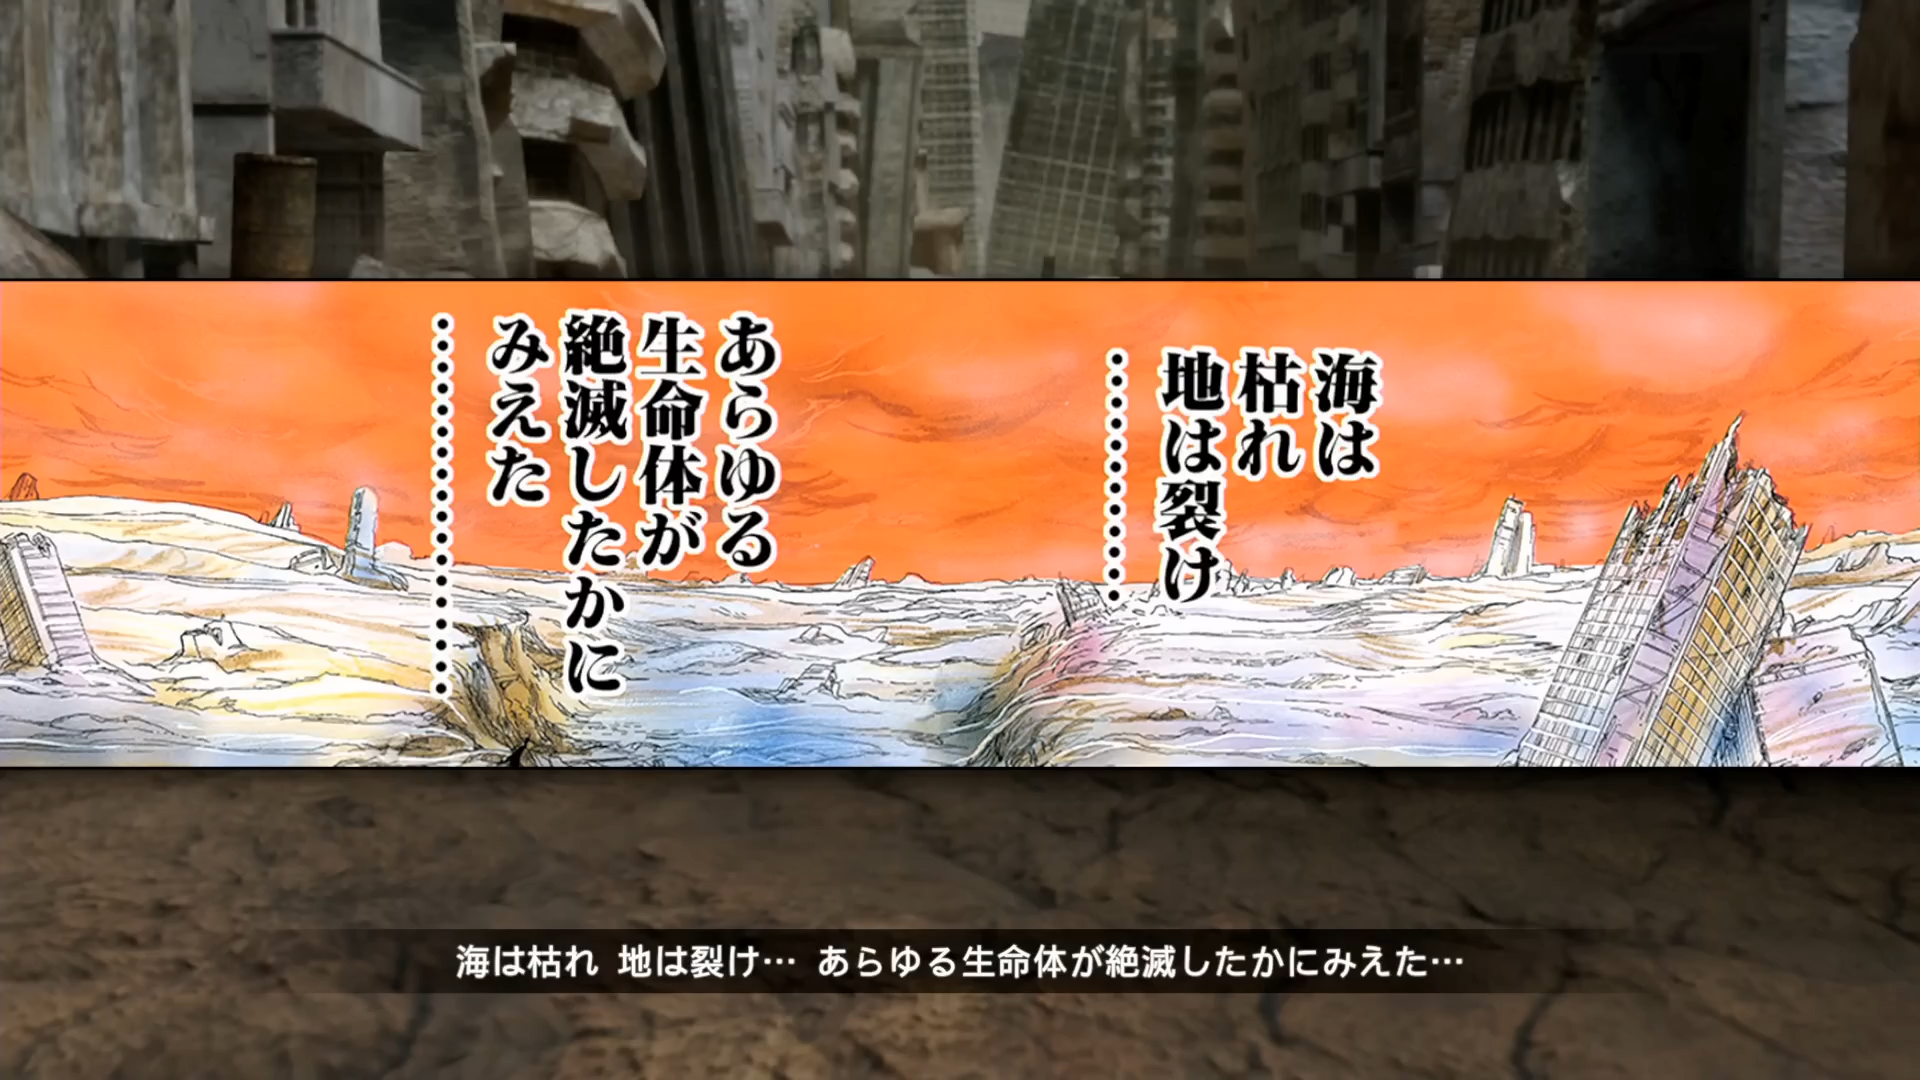 海は
枯れ
地は裂け
………
あらゆる
生命体が
絶滅したかに
みえた
…………
海は枯れ 地は裂け… あらゆる生命体が絶滅したかにみえた…